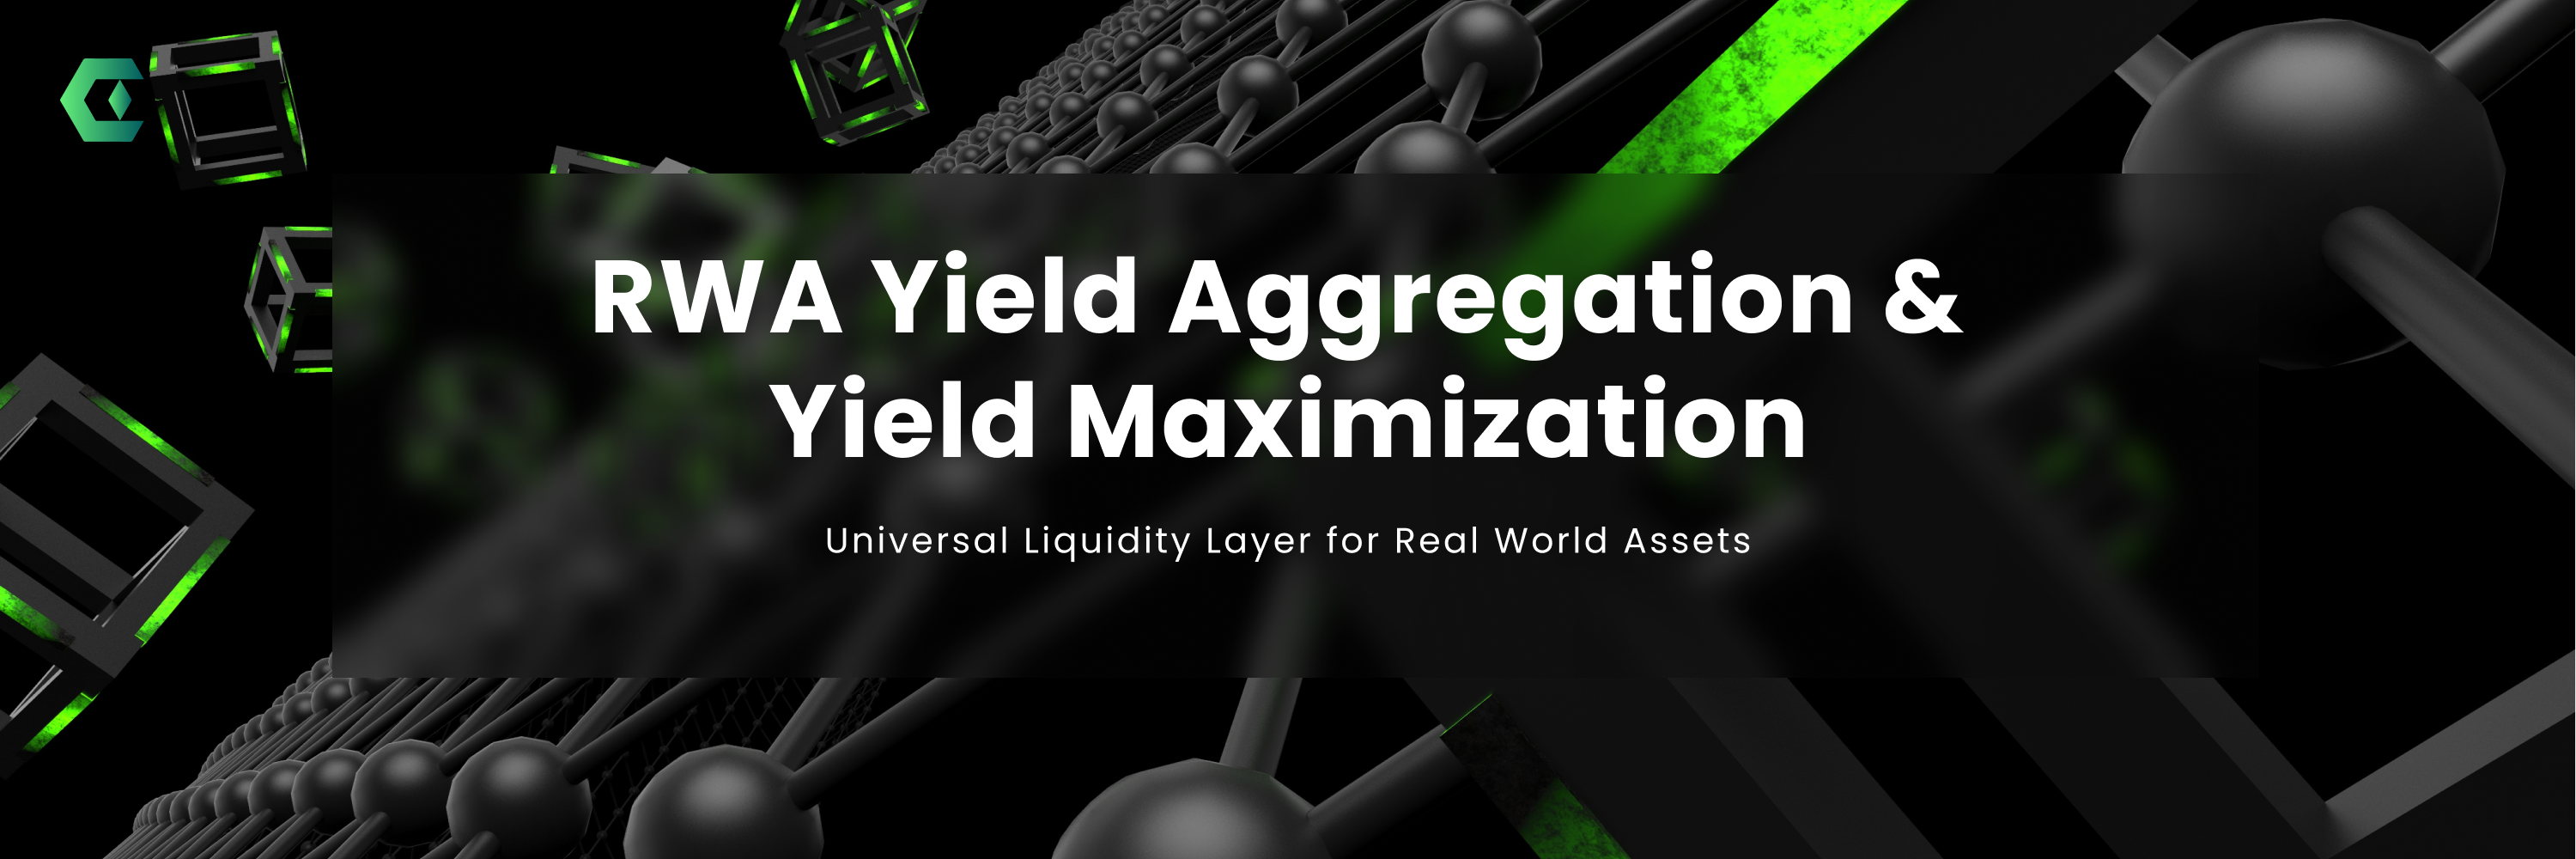 RWA Yield Aggregation &
Yield Maximization
Universal Liquidity Layer for Real World Assets